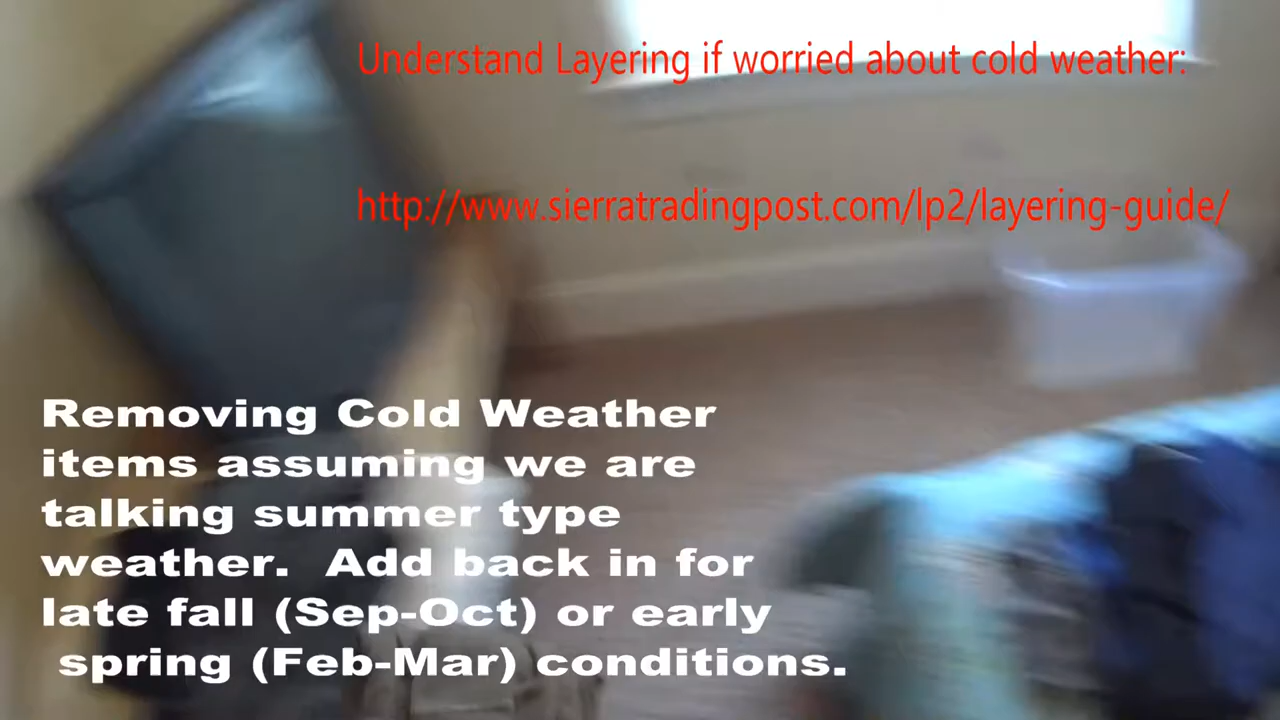 Understand Layering if worried about cold weather:
http://www.sierratradingpost.com/lp2/layering-guide/
Removing Cold Weather
items assuming we are
talking summer type
weather.  Add back in for
late fall (Sep-Oct) or early
spring (Feb-Mar) conditions.